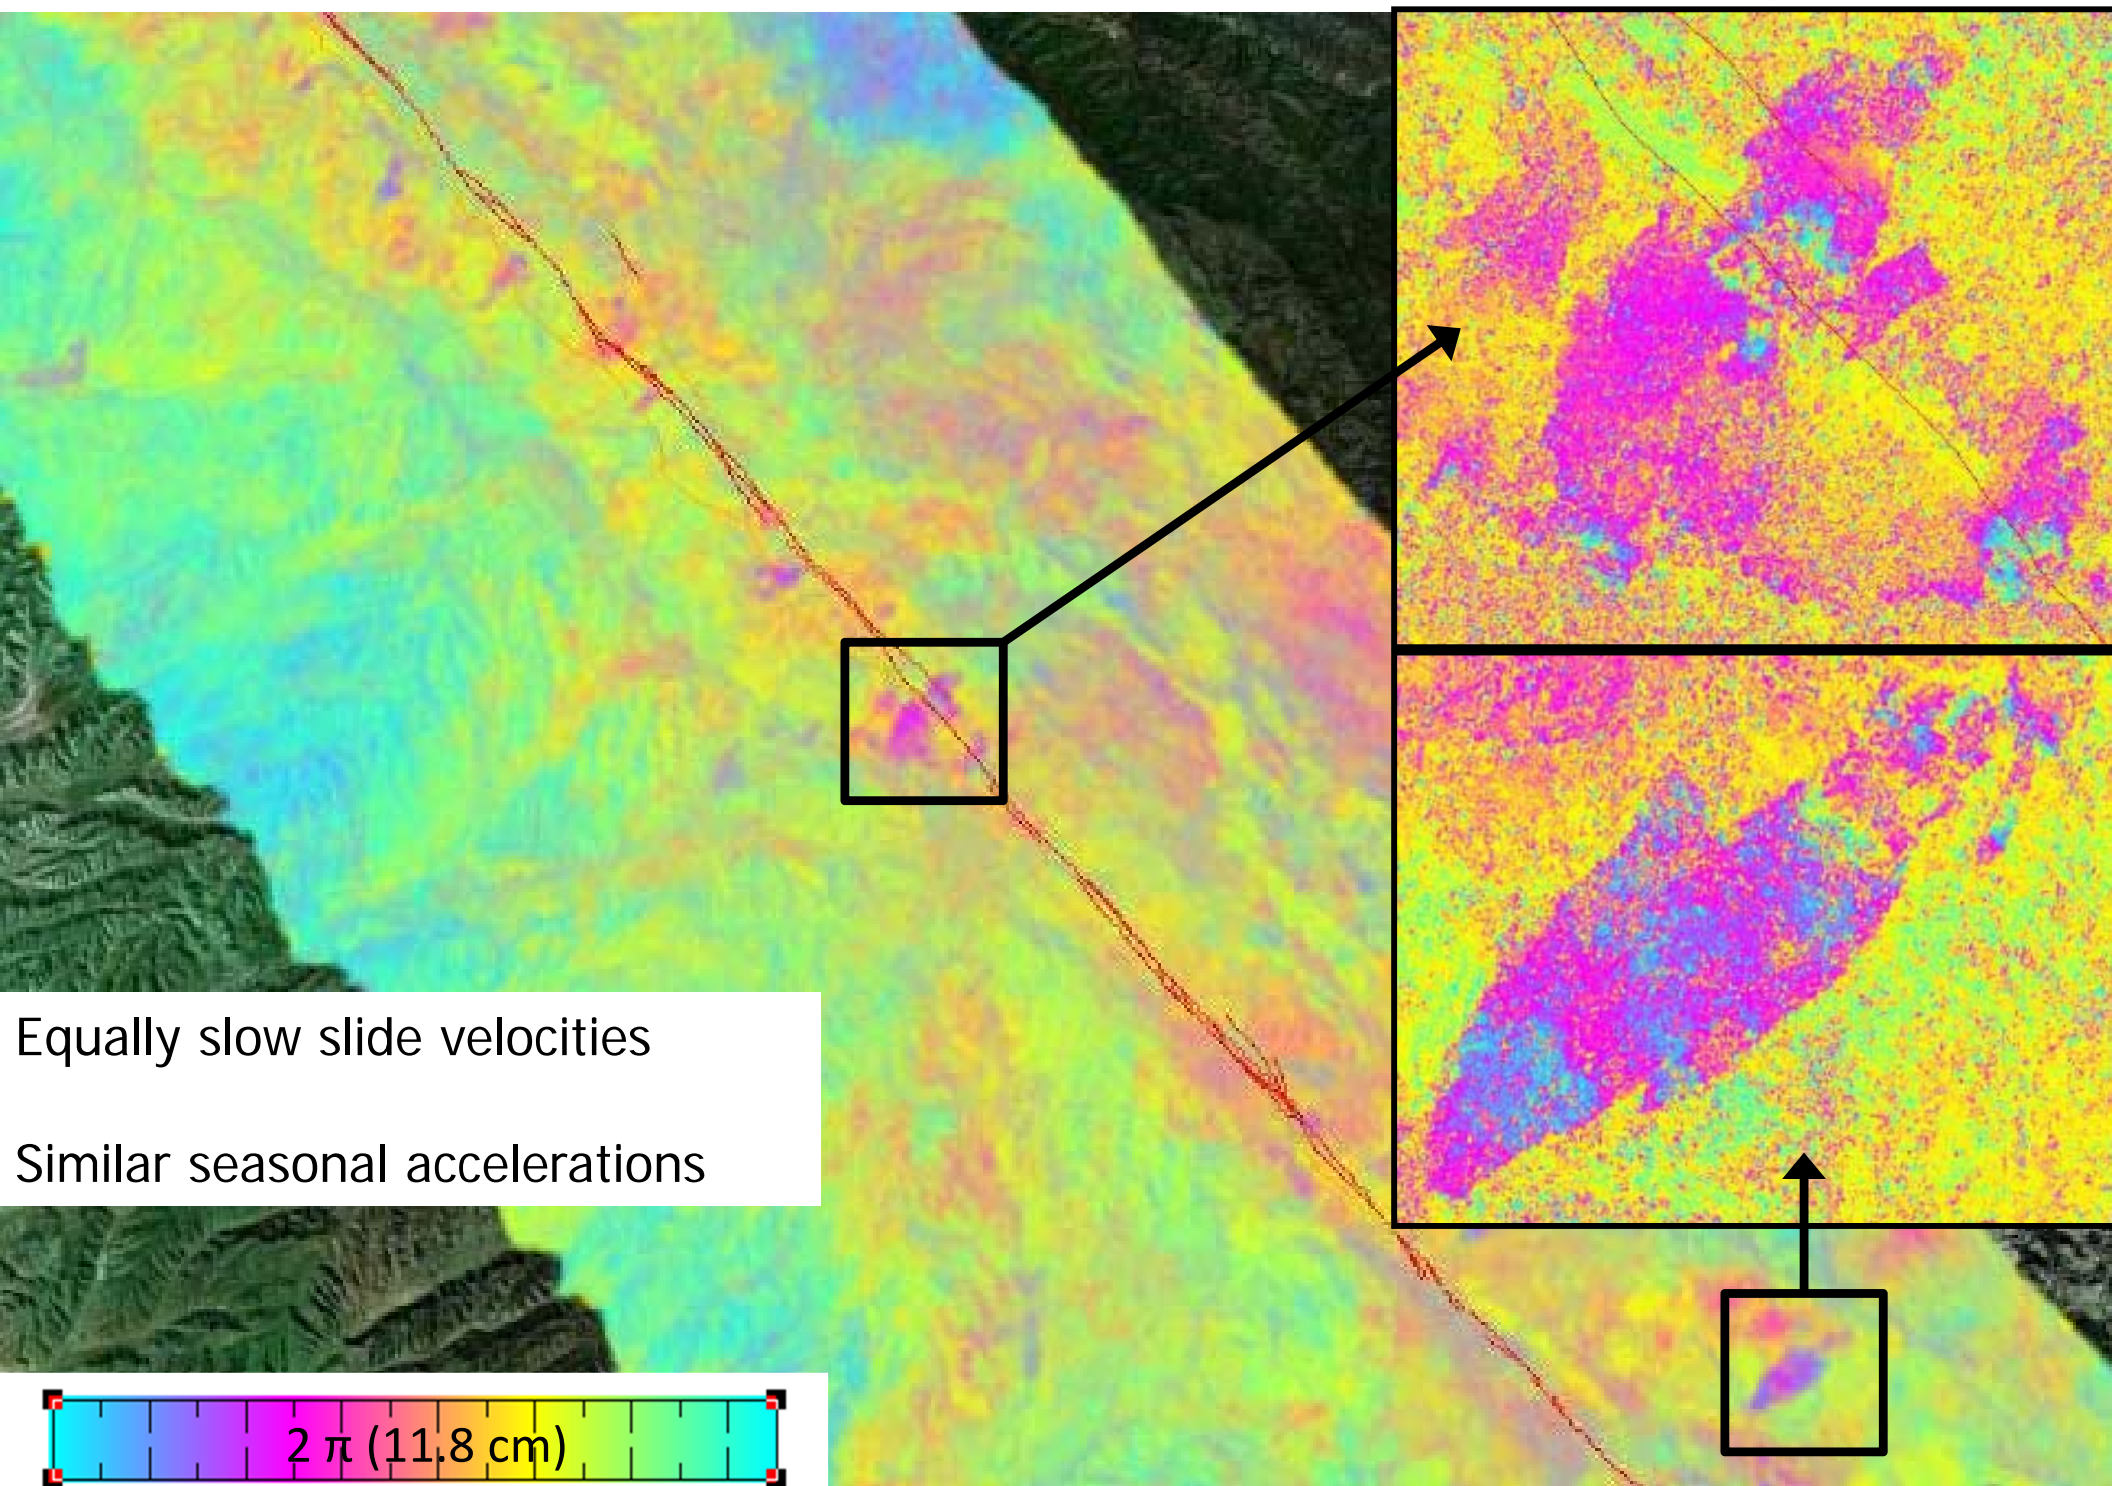 Equally slow slide velocities
Similar seasonal accelerations
2 π (11.8 cm)